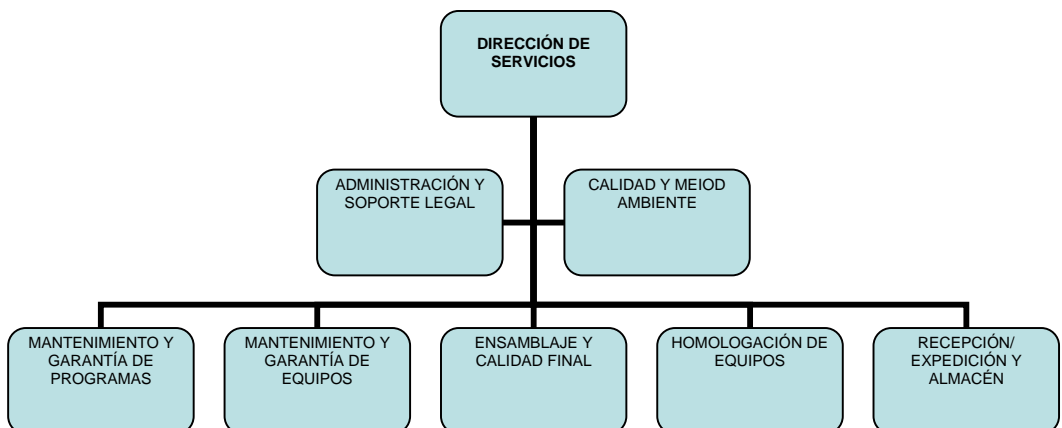 DIRECCIÓN DE
SERVICIOS
ADMINISTRACIÓN Y
SOPORTE LEGAL
CALIDAD Y MEIOD
AMBIENTE
MANTENIMIENTO Y
GARANTÍA DE
PROGRAMAS
MANTENIMIENTO Y
GARANTÍA DE
EQUIPOS
ENSAMBLAJE Y
CALIDAD FINAL
HOMOLOGACIÓN DE
EQUIPOS
RECEPCIÓN/
EXPEDICIÓN Y
ALMACÉN